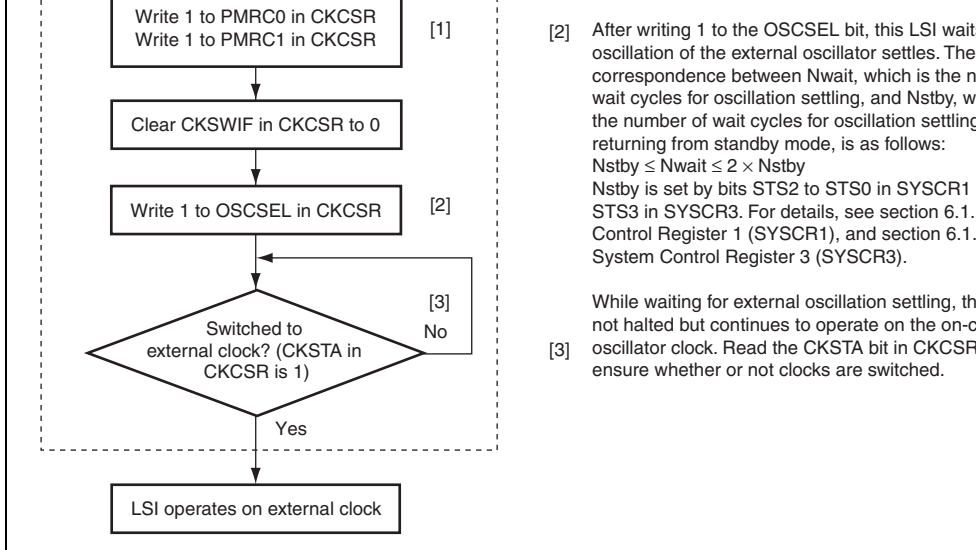 Write 1 to PMRC0 in CKCSR
Write 1 to PMRC1 in CKCSR
[1]
Clear CKSWIF in CKCSR to 0
Write 1 to OSCSEL in CKCSR
[2]
[3]
Switched to
external clock? (CKSTA in
CKCSR is 1)
No
Yes
LSI operates on external clock
[2] After writing 1 to the OSCSEL bit, this LSI
oscillation of the external oscillator settles. The
correspondence between Nwait, which is the
wait cycles for oscillation settling, and Nstby,
the number of wait cycles for oscillation
returning from standby mode, is as follows:
Nstby ≤ Nwait ≤ 2 × Nstby
Nstby is set by bits STS2 to STS0 in SYSCR1
STS3 in SYSCR3. For details, see section 6.1.
Control Register 1 (SYSCR1), and section 6.1.
System Control Register 3 (SYSCR3).
While waiting for external oscillation settling,
not halted but continues to operate on the
[3] oscillator clock. Read the CKSTA bit in CKCSR
ensure whether or not clocks are switched.